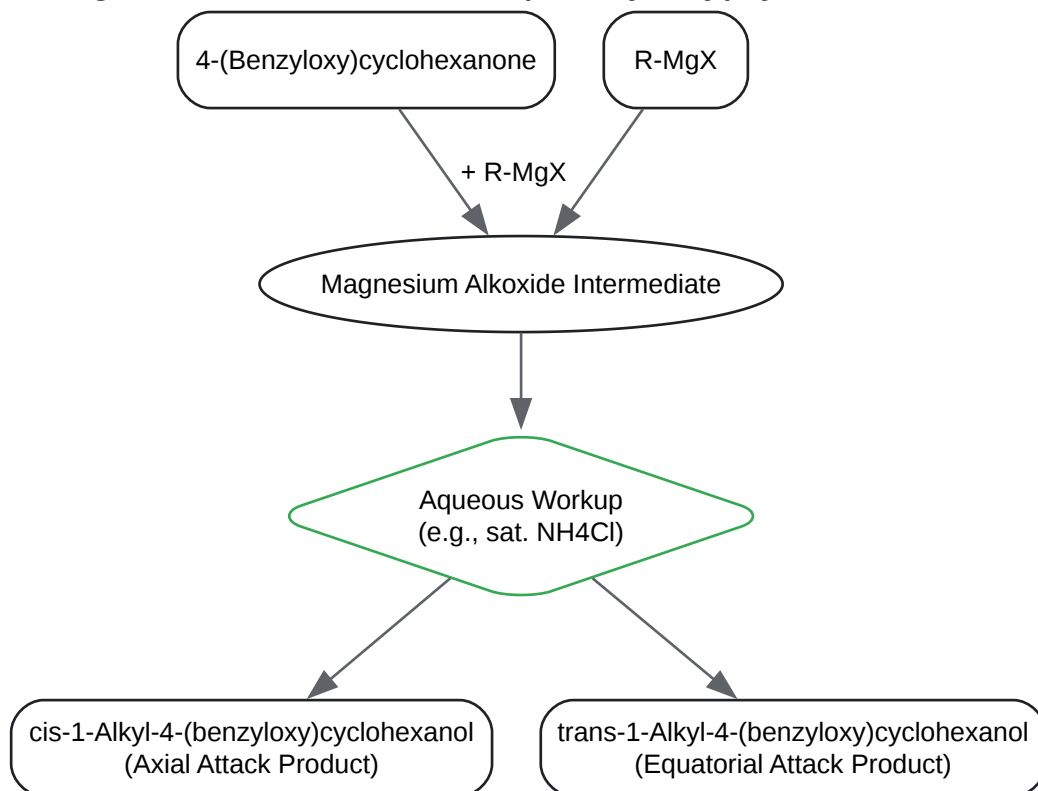 4-(Benzyloxy)cyclohexanone
R-MgX
+ R-MgX
Magnesium Alkoxide Intermediate
Aqueous Workup
(e.g., sat. NH4Cl)
cis-1-Alkyl-4-(benzyloxy)cyclohexanol
(Axial Attack Product)
trans-1-Alkyl-4-(benzyloxy)cyclohexanol
(Equatorial Attack Product)